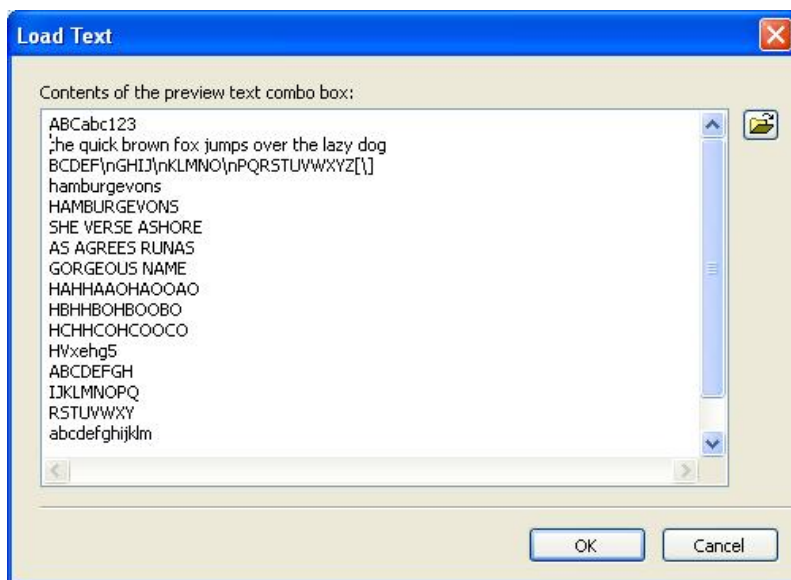 Load Text
Contents of the preview text combo box:
ABCabc123
the quick brown fox jumps over the lazy dog
BCDEF\nGHIJ\nKLMNO\nPQRSTUVWXYZ[\]
hamburgevons
HAMBURGEVONS
SHE VERSE ASHORE
AS AGREES RUNAS
GORGEOUS NAME
HAHHAAOHAOOAO
HBHHBOHBOOBO
HCHHCOHCOOCO
HVxehg5
ABCDEFGH
IJKLMNOPQ
RSTUVWXY
abcdefghijklm
OK
Cancel